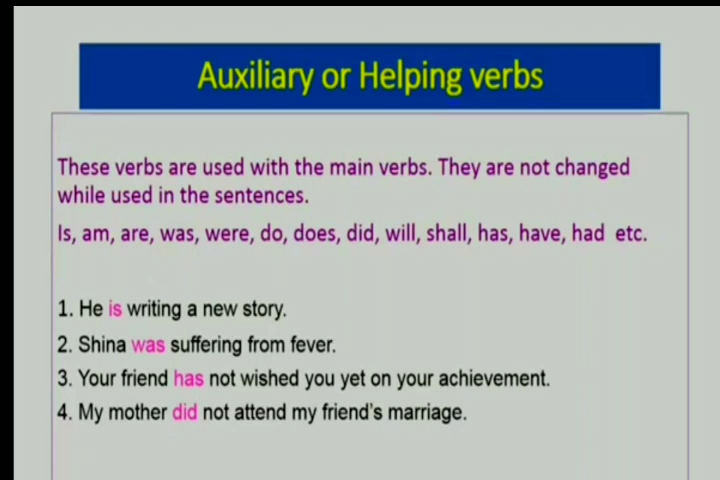 Auxiliary or Helping verbs
These verbs are used with the main verbs. They are not changed
while used in the sentences.
Is, am, are, was, were, do, does, did, will, shall, has, have, had etc.
1. He is writing a new story.
2. Shina was suffering from fever.
3. Your friend has not wished you yet on your achievement.
4. My mother did not attend my friend's marriage.